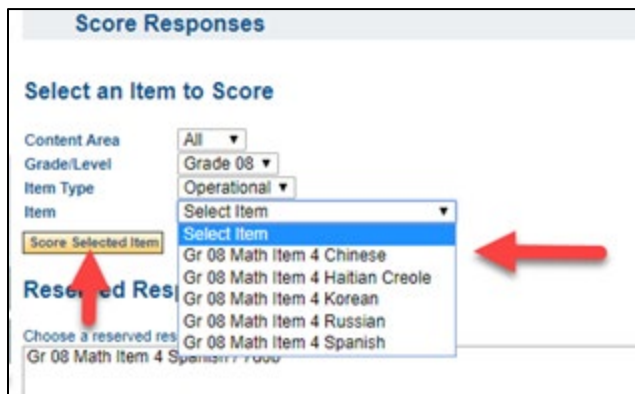 Score Responses
Select an Item to Score
Content Area All
Grade/Level Grade 08
Item Type Operational
Item Select Item
Select Item
Score Selected Item
Gr 08 Math Item 4 Chinese
Gr 08 Math Item 4 Haitian Creole
Gr 08 Math Item 4 Korean
Gr 08 Math Item 4 Russian
Gr 08 Math Item 4 Spanish
Choose a reserved
Gr 08 Math Item 4 Spanish /